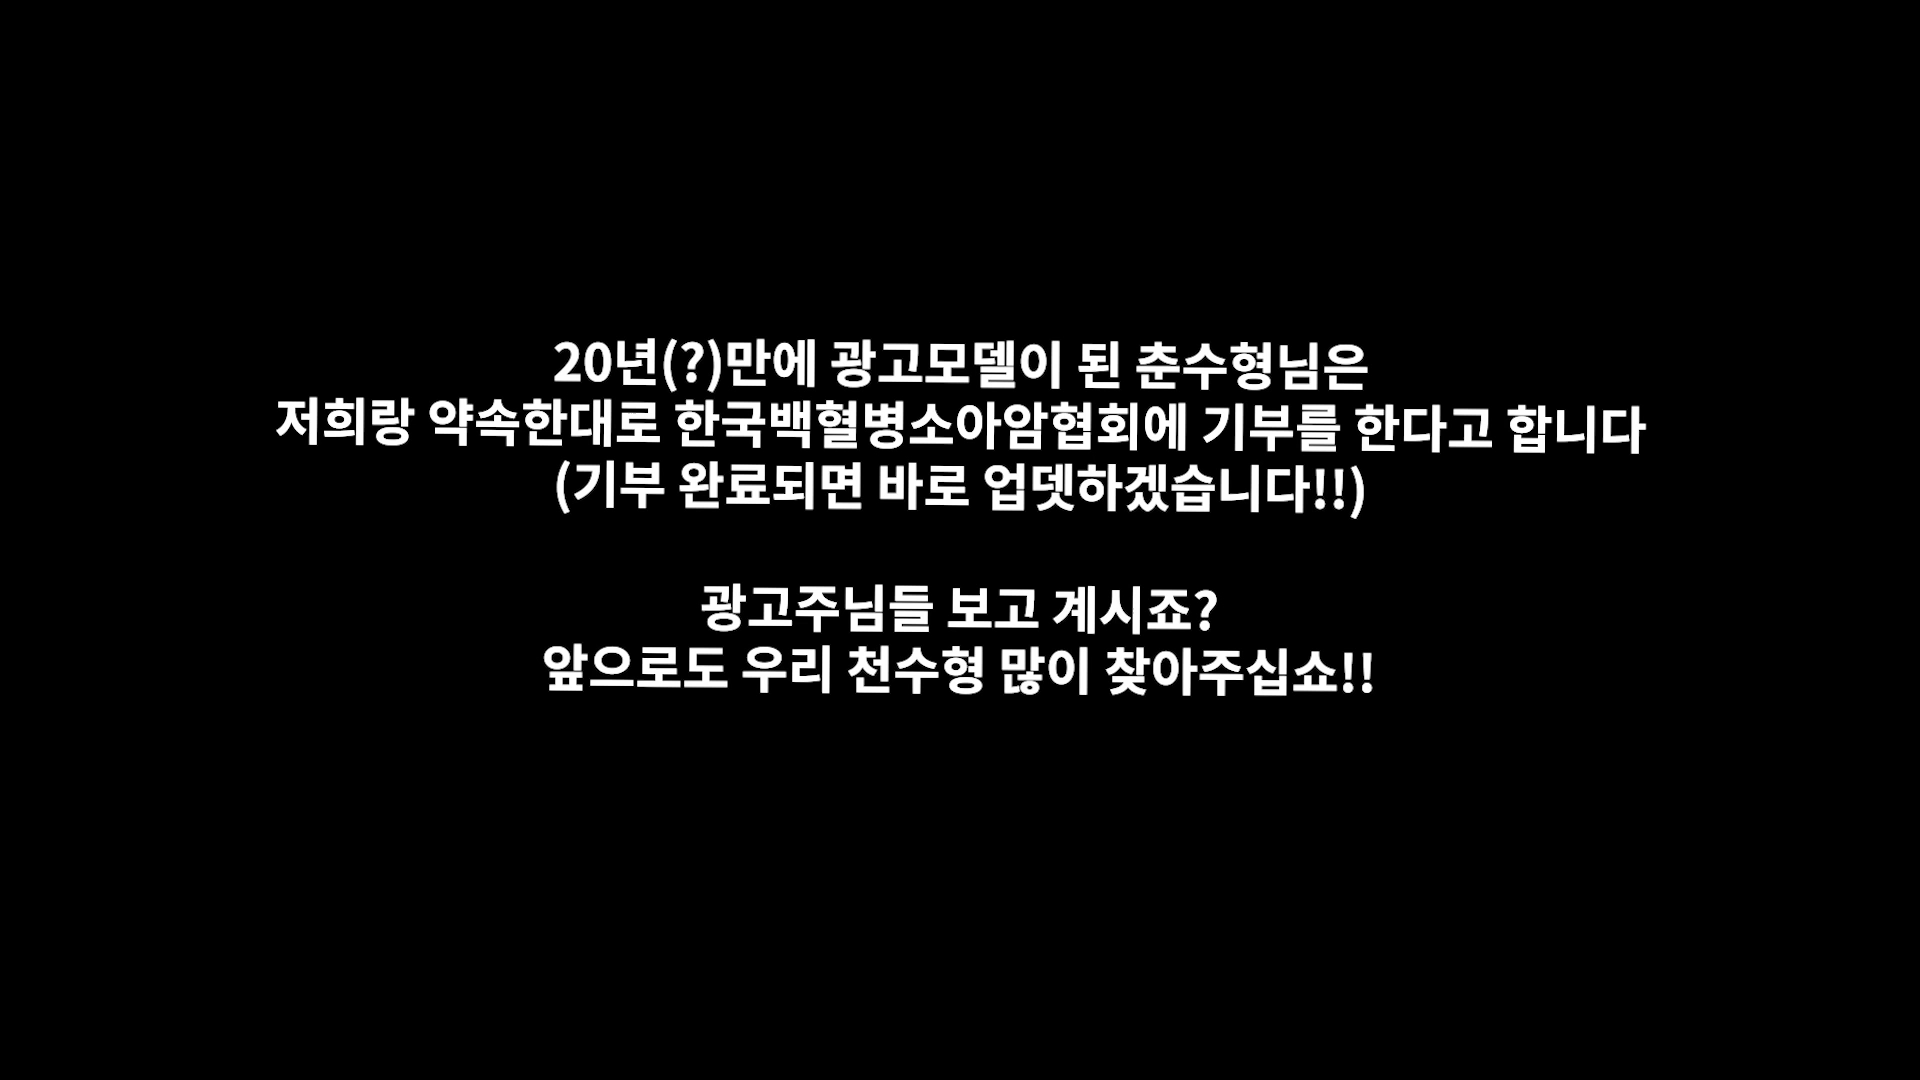 20년(?)만에 광고모델이 된 춘수형님은
저희랑 약속한대로 한국백혈병소아암협회에 기부를 한다고 합니다
(기부 완료되면 바로 업뎃하겠습니다!!)
광고주님들 보고 계시죠?
앞으로도 우리 천수형 많이 찾아주십쇼!!